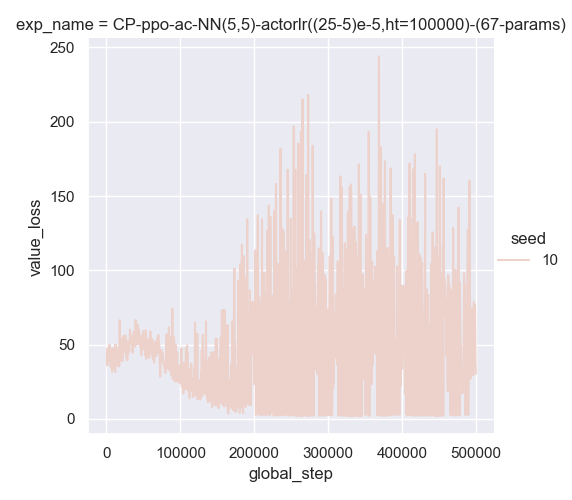 exp_name = CP-ppo-ac-NN(5,5)-actorlr((25-5)e-5,ht=100000)-(67-params)
250
200
150
100
50
0
value_loss
seed
10
0 100000 200000 300000 400000 500000
global_step